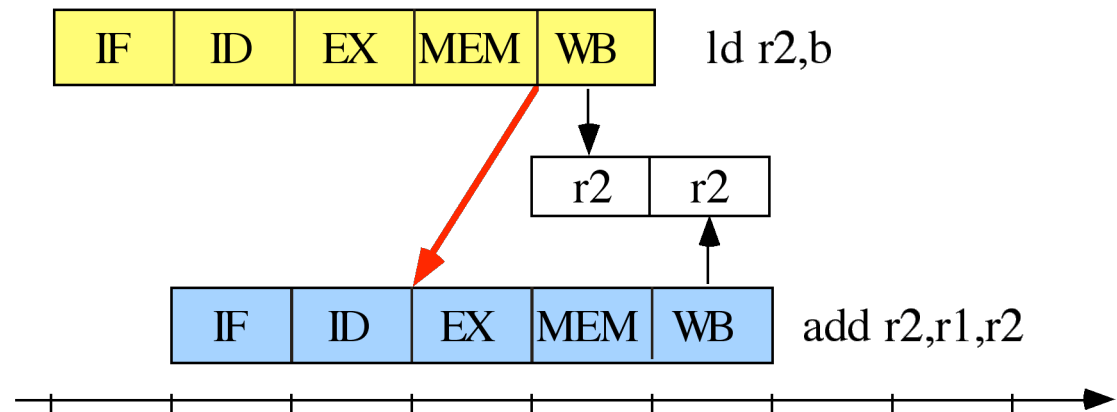 IF ID EX MEM WB ld r2,b
r2 r2
IF ID EX MEM WB add r2,r1,r2